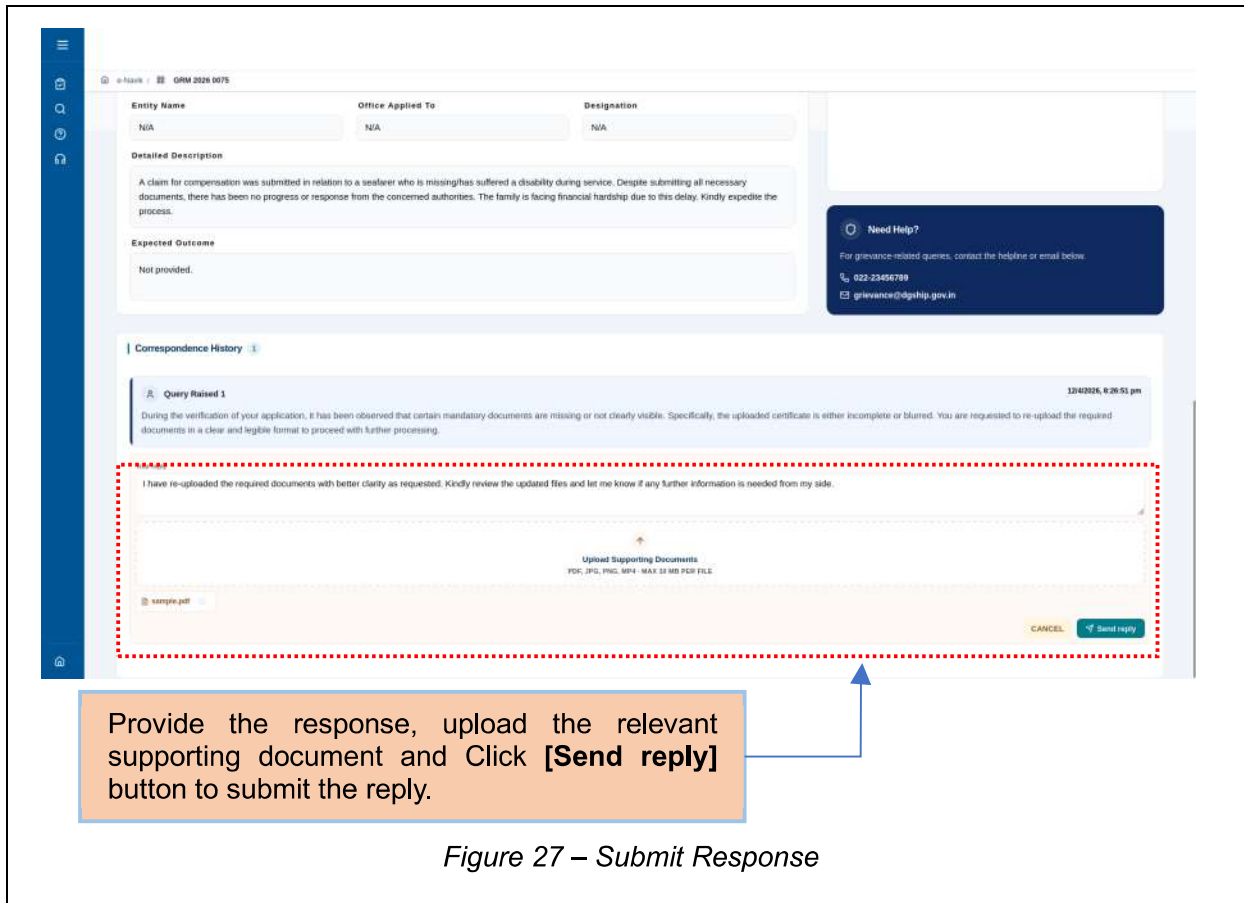 e-Navik / GRM 2026 0075
Entity Name Office Applied To Designation
N/A N/A N/A
Detailed Description
A claim for compensation was submitted in relation to a seafarer who is missing/has suffered a disability during service. Despite submitting all necessary
documents, there has been no progress or response from the concerned authorities. The family is facing financial hardship due to this delay. Kindly expedite the
process.
Expected Outcome
Not provided.
Need Help?
For grievance-related queries, contact the helpline or email below.
022-23456789
grievance@dgship.gov.in
Correspondence History 1
Query Raised 1 12/4/2026, 6:26:51 pm
During the verification of your application, it has been observed that certain mandatory documents are missing or not clearly visible. Specifically, the uploaded certificate is either incomplete or blurred. You are requested to re-upload the required
documents in a clear and legible format to proceed with further processing.
I have re-uploaded the required documents with better clarity as requested. Kindly review the updated files and let me know if any further information is needed from my side.
Upload Supporting Documents
PDF, JPG, PNG, MP4 - MAX 10 MB PER FILE
sample.pdf
CANCEL Send reply
Provide the response, upload the relevant
supporting document and Click [Send reply]
button to submit the reply.
Figure 27 – Submit Response